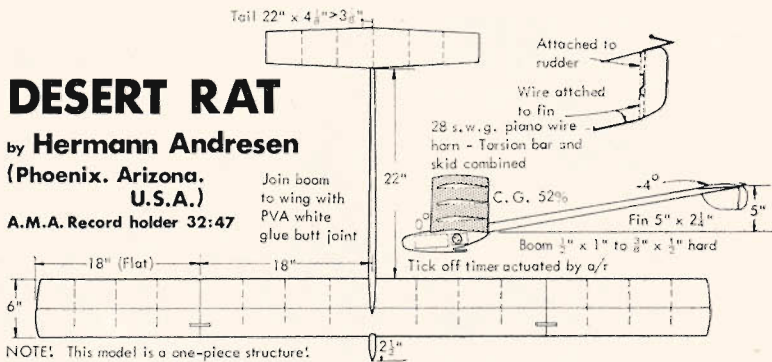 Tail 22" x 4⅛">3⅛"
DESERT RAT
by Hermann Andresen
(Phoenix. Arizona.
U.S.A.)
A.M.A. Record holder 32:47
Join boom
to wing with
PVA white
glue butt joint
22"
Attached to
rudder
Wire attched
to fin
28 s.w.g. piano wire
horn - Torsion bar and
skid combined
C.G. 52%
-4°
0°
Fin 5" x 2¼"
5"
Boom ½" x 1" to ⅜" x ½" hard
Tick off timer actuated by a/r
18" (Flat)
18"
6"
NOTE: This model is a one-piece structure!
2½"